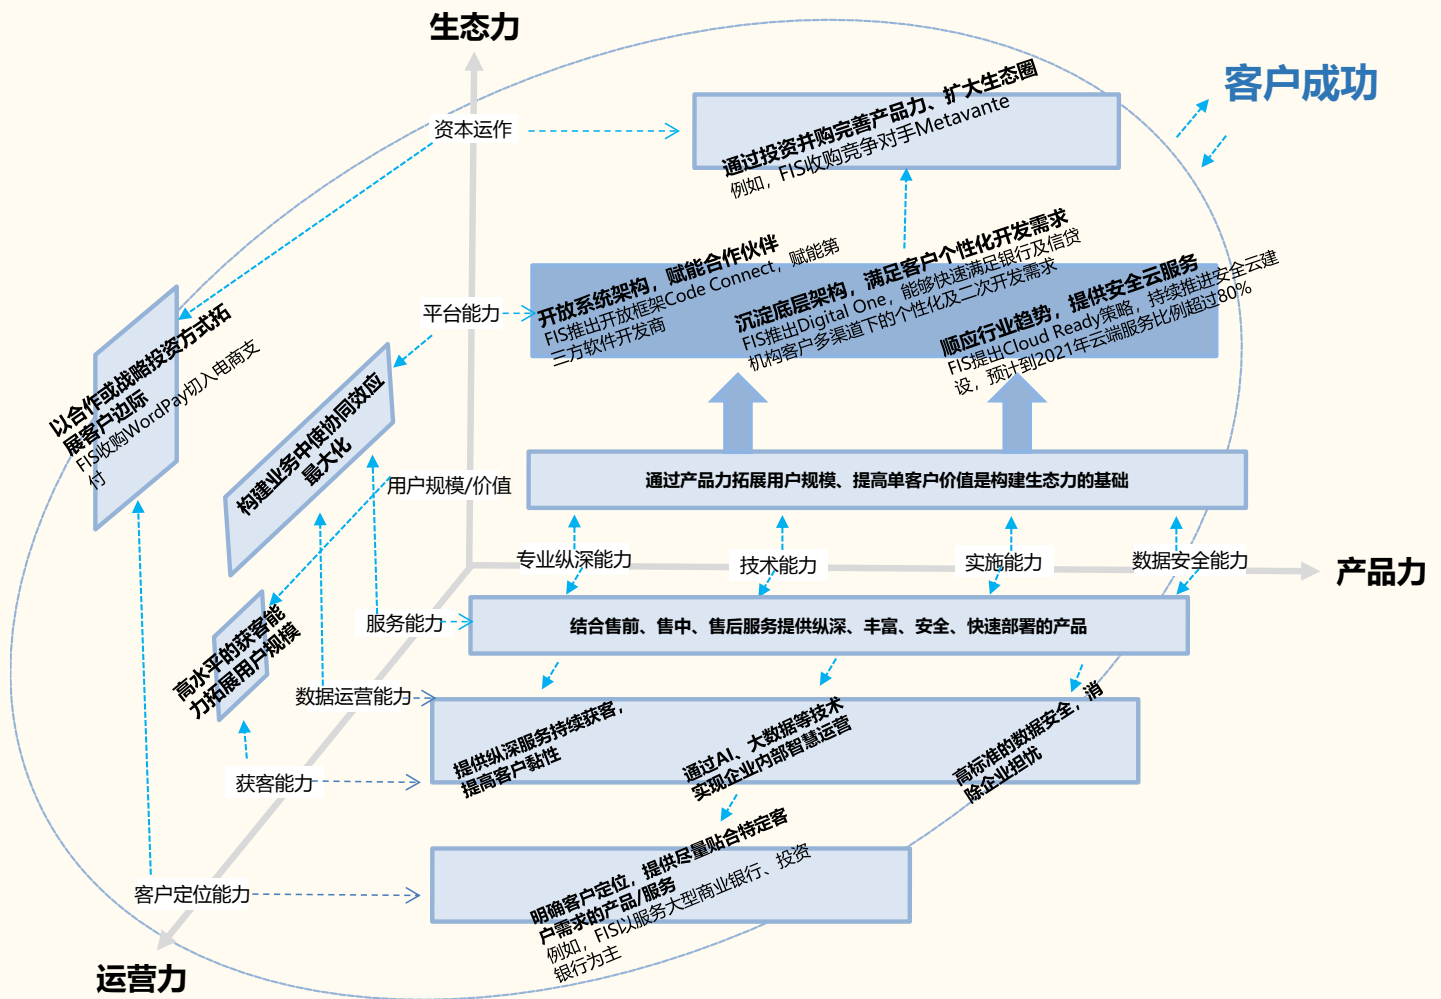 生态力
客户成功
资本运作
通过投资并购完善产品力、扩大生态圈
例如，FIS收购竞争对手Metavante
平台能力
开放系统架构，赋能合作伙伴
FIS推出开放框架Code Connect，赋能第
三方软件开发商
沉淀底层架构，满足客户个性化开发需求
FIS推出Digital One，能够快速满足银行及信贷
机构客户多渠道下的个性化及二次开发需求
顺应行业趋势，提供安全云服务
FIS提出Cloud Ready策略，持续推进安全云建
设，预计到2021年云端服务比例超过80%
以合作或战略投资方式拓
展客户边际
FIS收购WordPay切入电商支
付
构建业务中使协同效应
最大化
用户规模/价值
通过产品力拓展用户规模、提高单客户价值是构建生态力的基础
专业纵深能力
技术能力
实施能力
数据安全能力
产品力
高水平的获客能
力拓展用户规模
服务能力
结合售前、售中、售后服务提供纵深、丰富、安全、快速部署的产品
数据运营能力
提供纵深服务持续获客，
提高客户黏性
通过AI、大数据等技术
实现企业内部智慧运营
高标准的数据安全，消
除企业担忧
获客能力
客户定位能力
明确客户定位，提供尽量贴合特定客
户需求的产品/服务
例如，FIS以服务大型商业银行、投资
银行为主
运营力